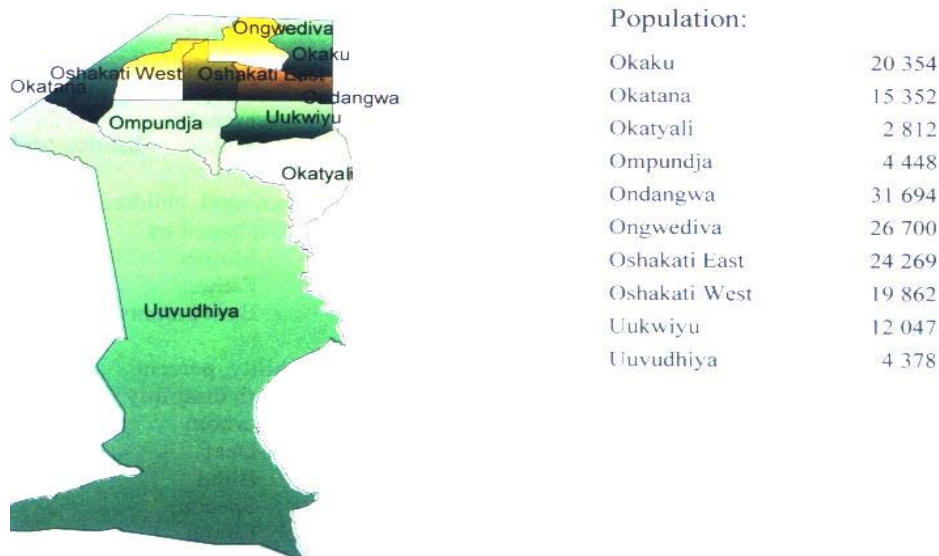 Ongwediva
Okaku
Oshakati West
Oshakati East
Okatana
Ondangwa
Ompundja
Uukwiyu
Okatyali
Uuvudhiya
Population:
Okaku 20 354
Okatana 15 352
Okatyali 2 812
Ompundja 4 448
Ondangwa 31 694
Ongwediva 26 700
Oshakati East 24 269
Oshakati West 19 862
Uukwiyu 12 047
Uuvudhiya 4 378